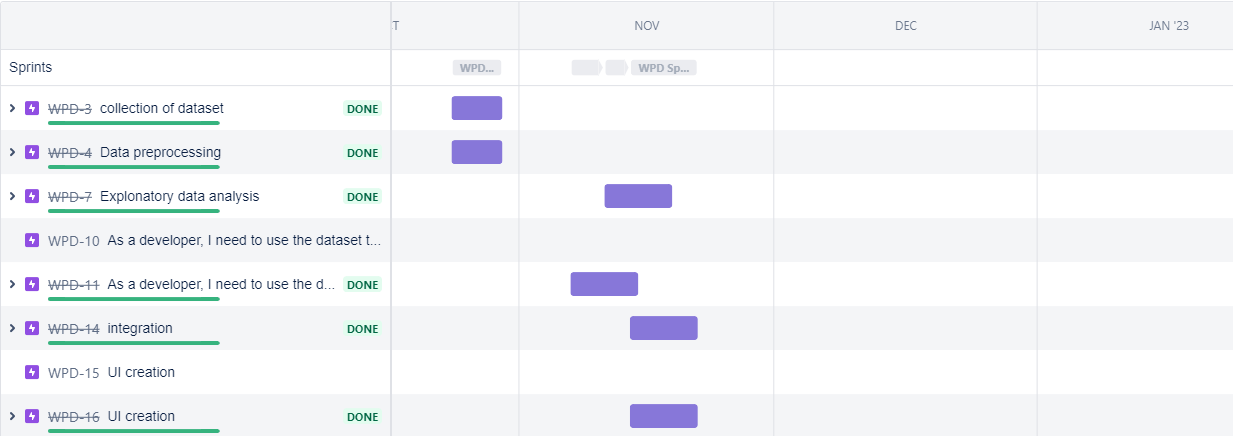 T NOV DEC JAN '23
Sprints WPD... WPD Sp...
WPD-3 collection of dataset DONE
WPD-4 Data preprocessing DONE
WPD-7 Explonatory data analysis DONE
WPD-10 As a developer, I need to use the dataset t...
WPD-11 As a developer, I need to use the d... DONE
WPD-14 integration DONE
WPD-15 UI creation
WPD-16 UI creation DONE